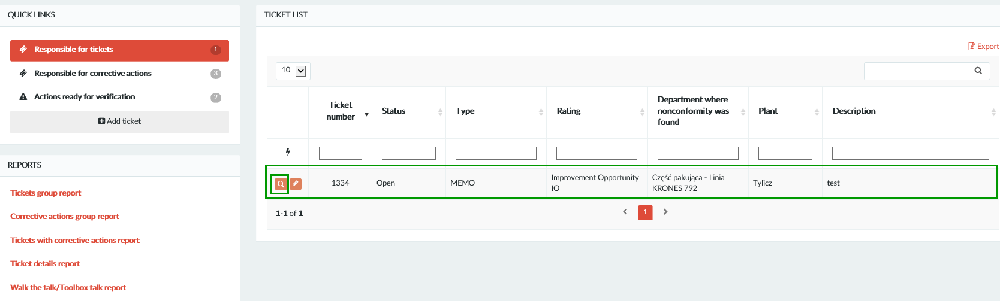 QUICK LINKS
Responsible for tickets 1
Responsible for corrective actions 3
Actions ready for verification 2
Add ticket
REPORTS
Tickets group report
Corrective actions group report
Tickets with corrective actions report
Ticket details report
Walk the talk/Toolbox talk report
TICKET LIST
Export
10
Ticket
number
Status
Type
Rating
Department where
nonconformity was
found
Plant
Description
1334
Open
MEMO
Improvement Opportunity
IO
Część pakująca - Linia
KRONES 792
Tylicz
test
1-1 of 1
1